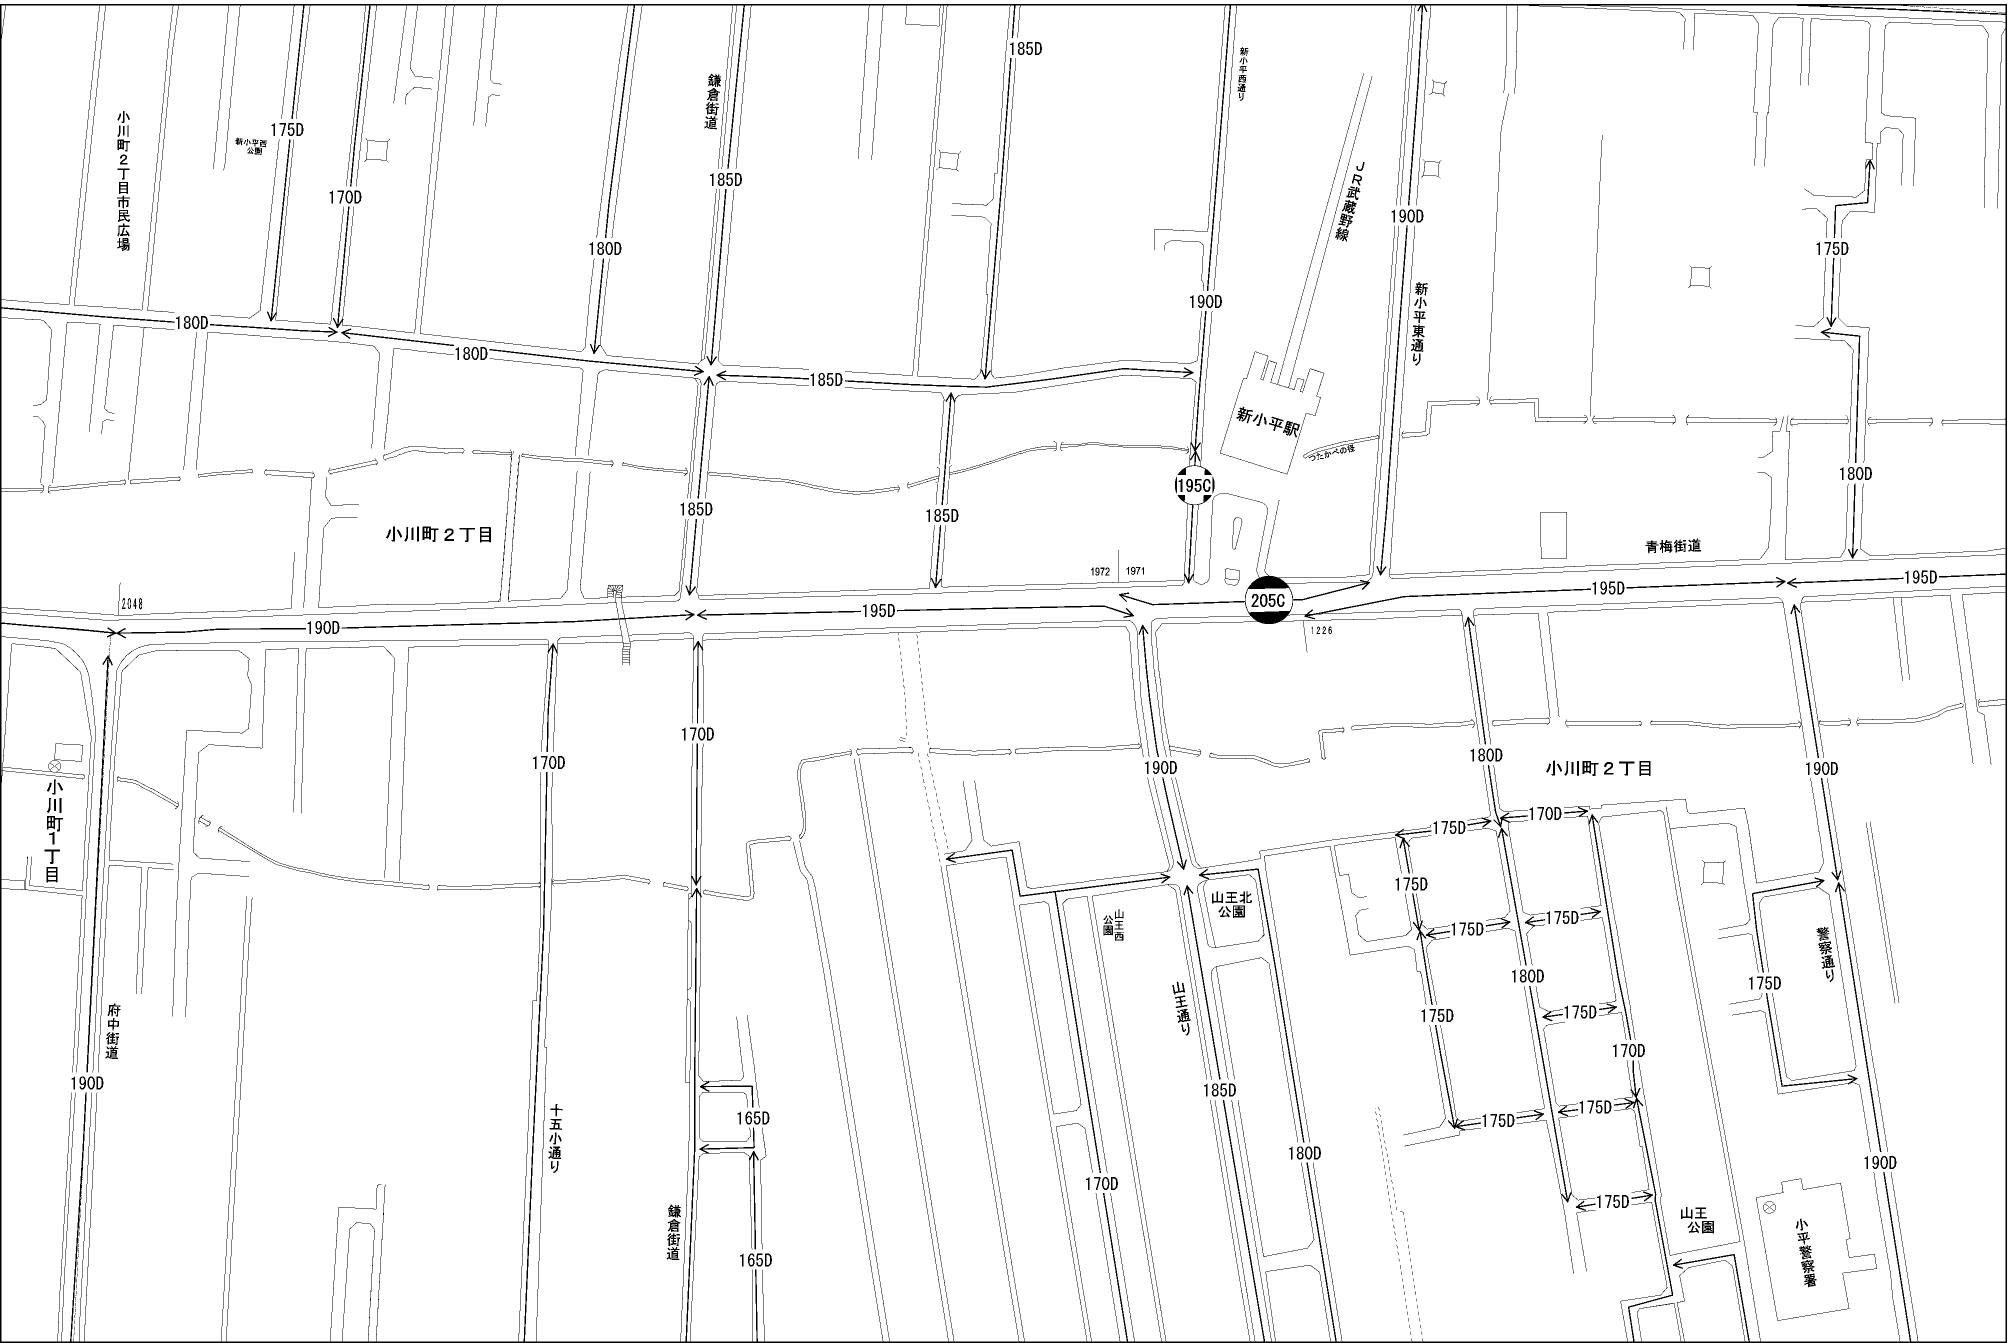 185D
新小平西通り
鎌倉街道
小川町2丁目市民広場
175D
新小平西
公園
185D
JR武蔵野線
170D
190D
180D
175D
190D
新小平東通り
180D
180D
185D
新小平駅
つたかべの径
180D
195C
185D
185D
小川町2丁目
青梅街道
1972
1971
195D
195D
2048
205C
195D
190D
1226
170D
170D
180D
190D
小川町2丁目
190D
小川町1丁目
170D
175D
175D
山王北
公園
175D
175D
山王西
公園
警察通り
180D
175D
山王通り
175D
175D
府中街道
170D
190D
185D
175D
165D
175D
十五小通り
180D
190D
170D
175D
鎌倉街道
山王
公園
小平警察署
165D